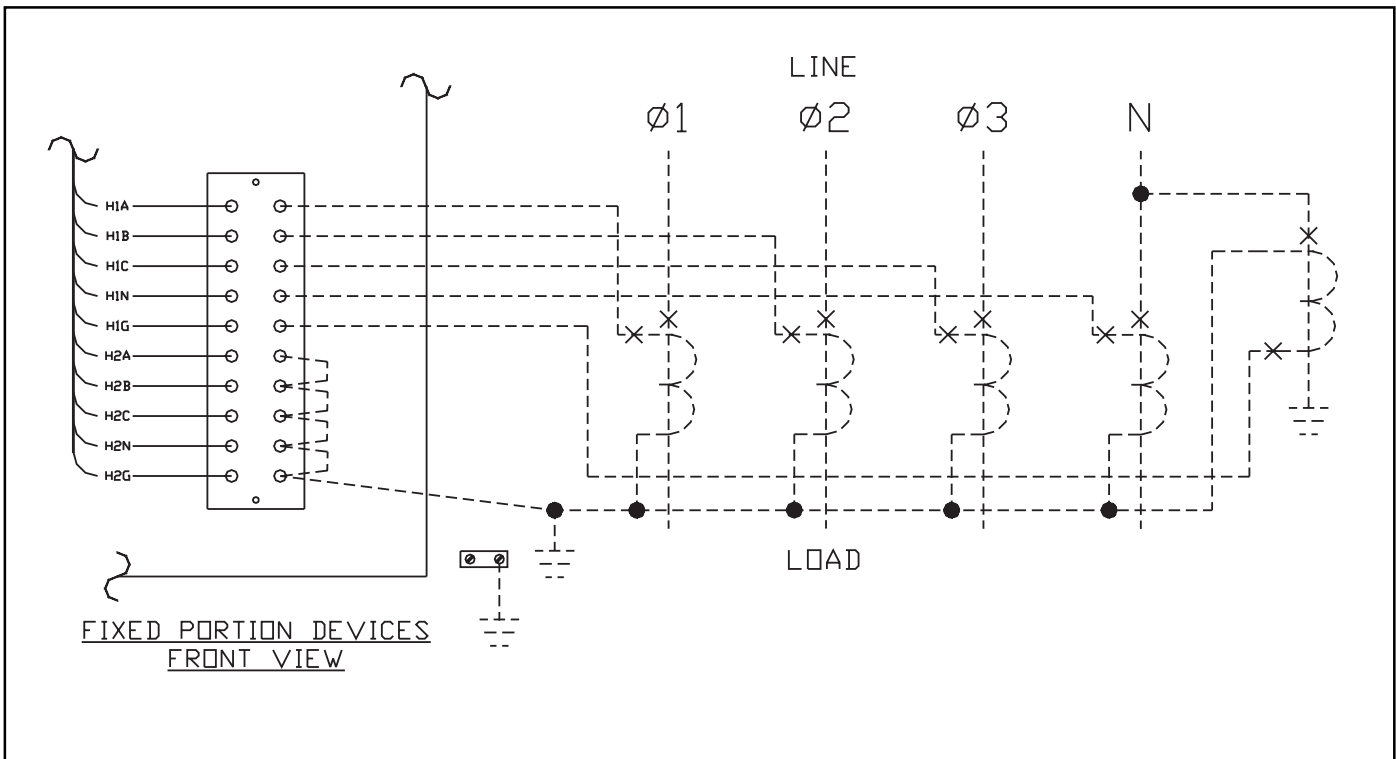 LINE
Ø1 Ø2 Ø3 N
H1A
H1B
H1C
H1N
H1G
H2A
H2B
H2C
H2N
H2G
LOAD
FIXED PORTION DEVICES
FRONT VIEW